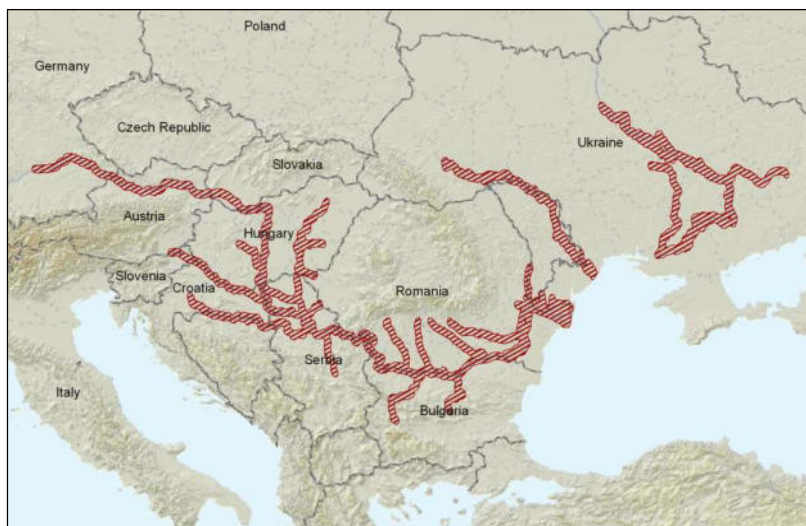 Poland
Germany
Czech Republic
Ukraine
Slovakia
Austria
Hungary
Slovenia
Croatia
Romania
Serbia
Italy
Bulgaria